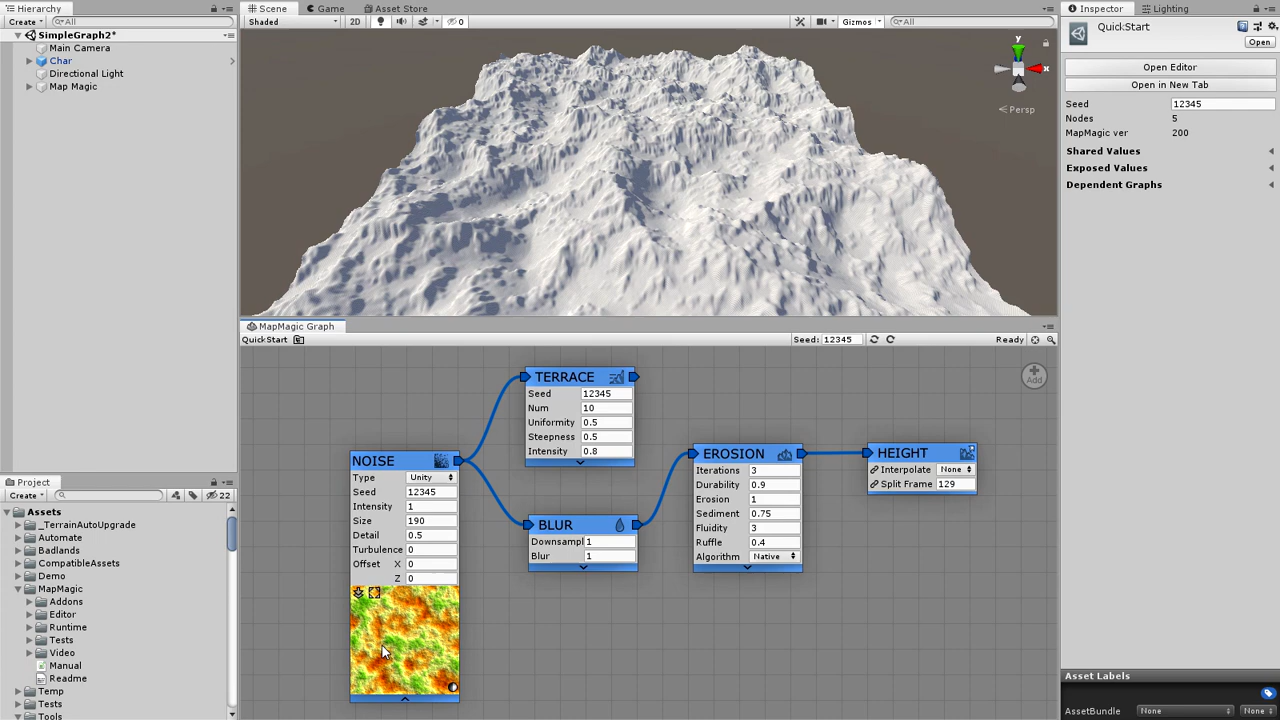 Hierarchy
Create All
SimpleGraph2*
Main Camera
Char
Directional Light
Map Magic
Project
Create 22
Assets
_TerrainAutoUpgrade
Automate
Badlands
CompatibleAssets
Demo
MapMagic
Addons
Editor
Runtime
Tests
Video
Manual
Readme
Temp
Tests
Tools
Scene Game Asset Store
Shaded 2D 0 Gizmos All
y
x
Persp
MapMagic Graph
QuickStart Seed: 12345 Ready
Add
NOISE
Type Unity
Seed 12345
Intensity 1
Size 190
Detail 0.5
Turbulence 0
Offset X 0
Z 0
TERRACE
Seed 12345
Num 10
Uniformity 0.5
Steepness 0.5
Intensity 0.8
BLUR
Downsampl 1
Blur 1
EROSION
Iterations 3
Durability 0.9
Erosion 1
Sediment 0.75
Fluidity 3
Ruffle 0.4
Algorithm Native
HEIGHT
Interpolate None
Split Frame 129
Inspector Lighting
QuickStart
Open
Open Editor
Open in New Tab
Seed 12345
Nodes 5
MapMagic ver 200
Shared Values
Exposed Values
Dependent Graphs
Asset Labels
AssetBundle None None